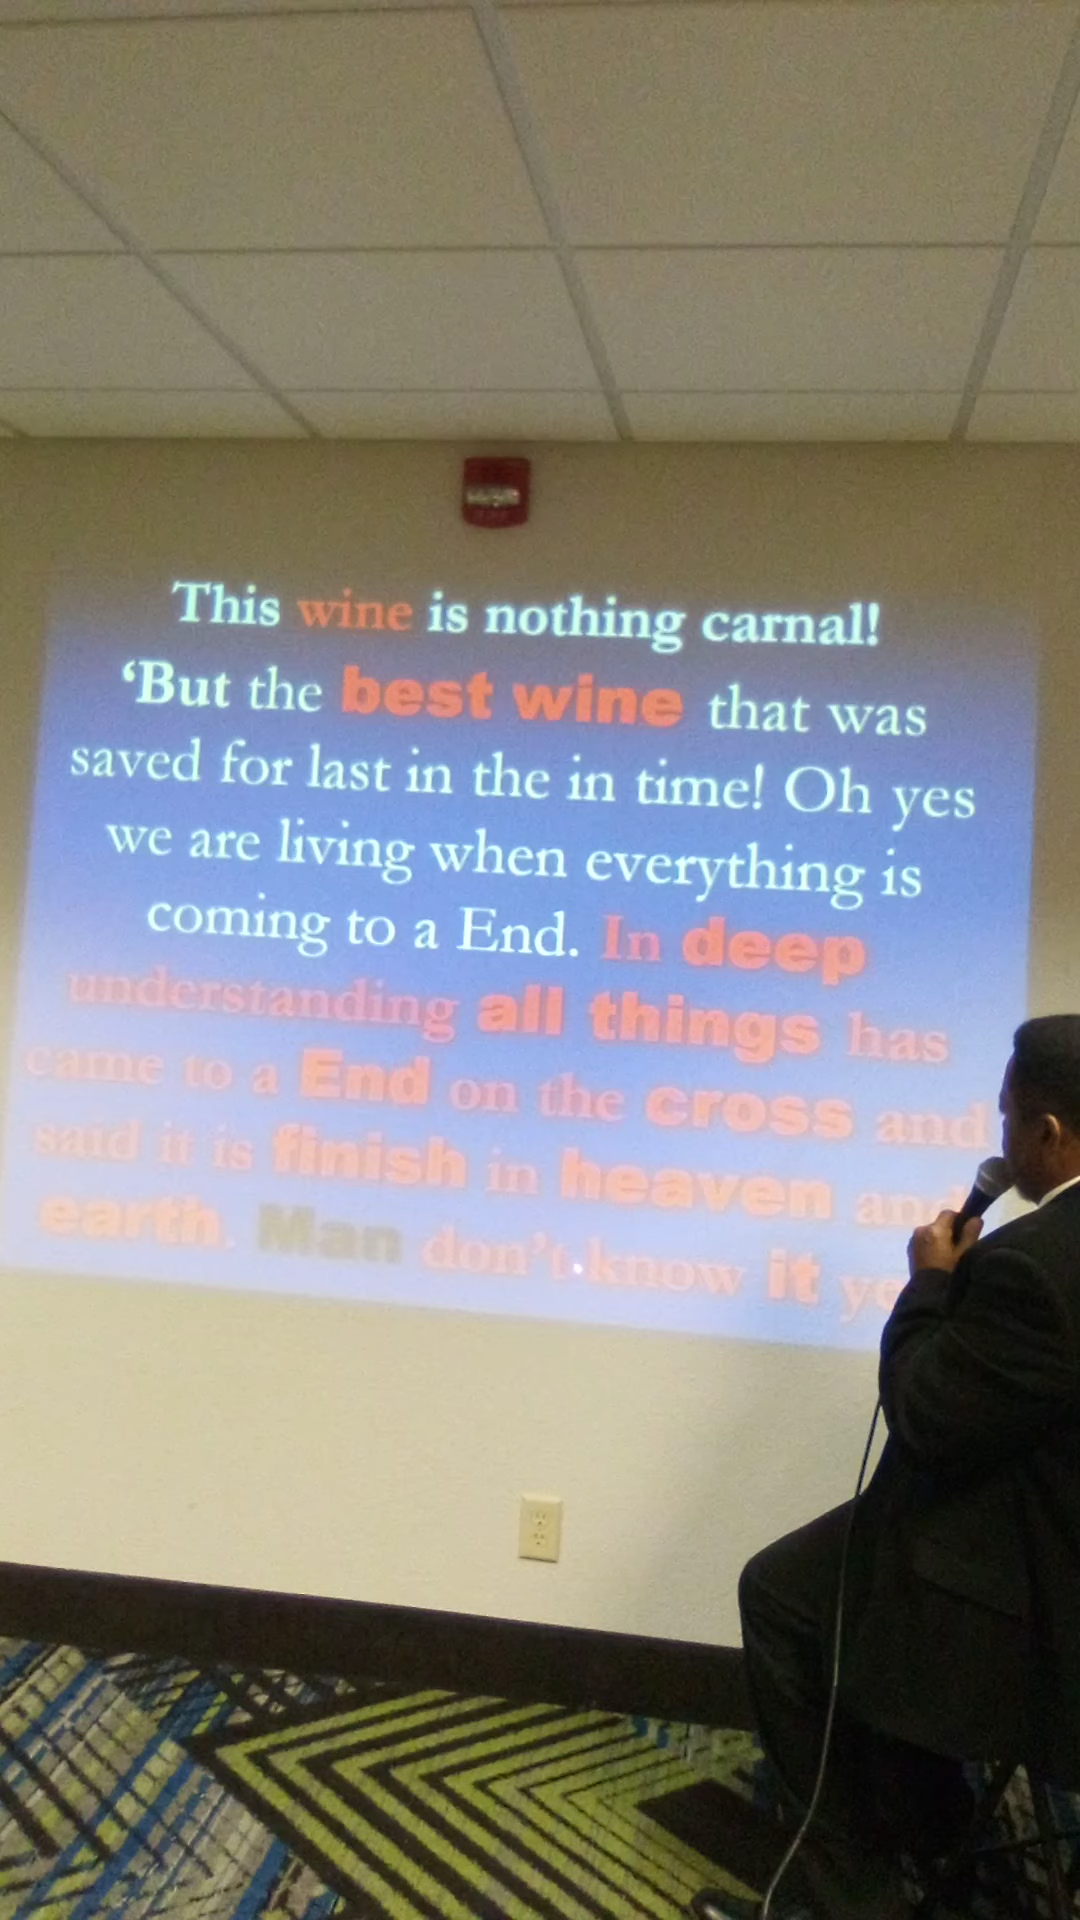 This wine is nothing carnal!
‘But the best wine that was
saved for last in the in time! Oh yes
we are living when everything is
coming to a End. In deep
understanding all things has
came to a End on the cross and
said it is finish in heaven and
earth. Man don’t know it